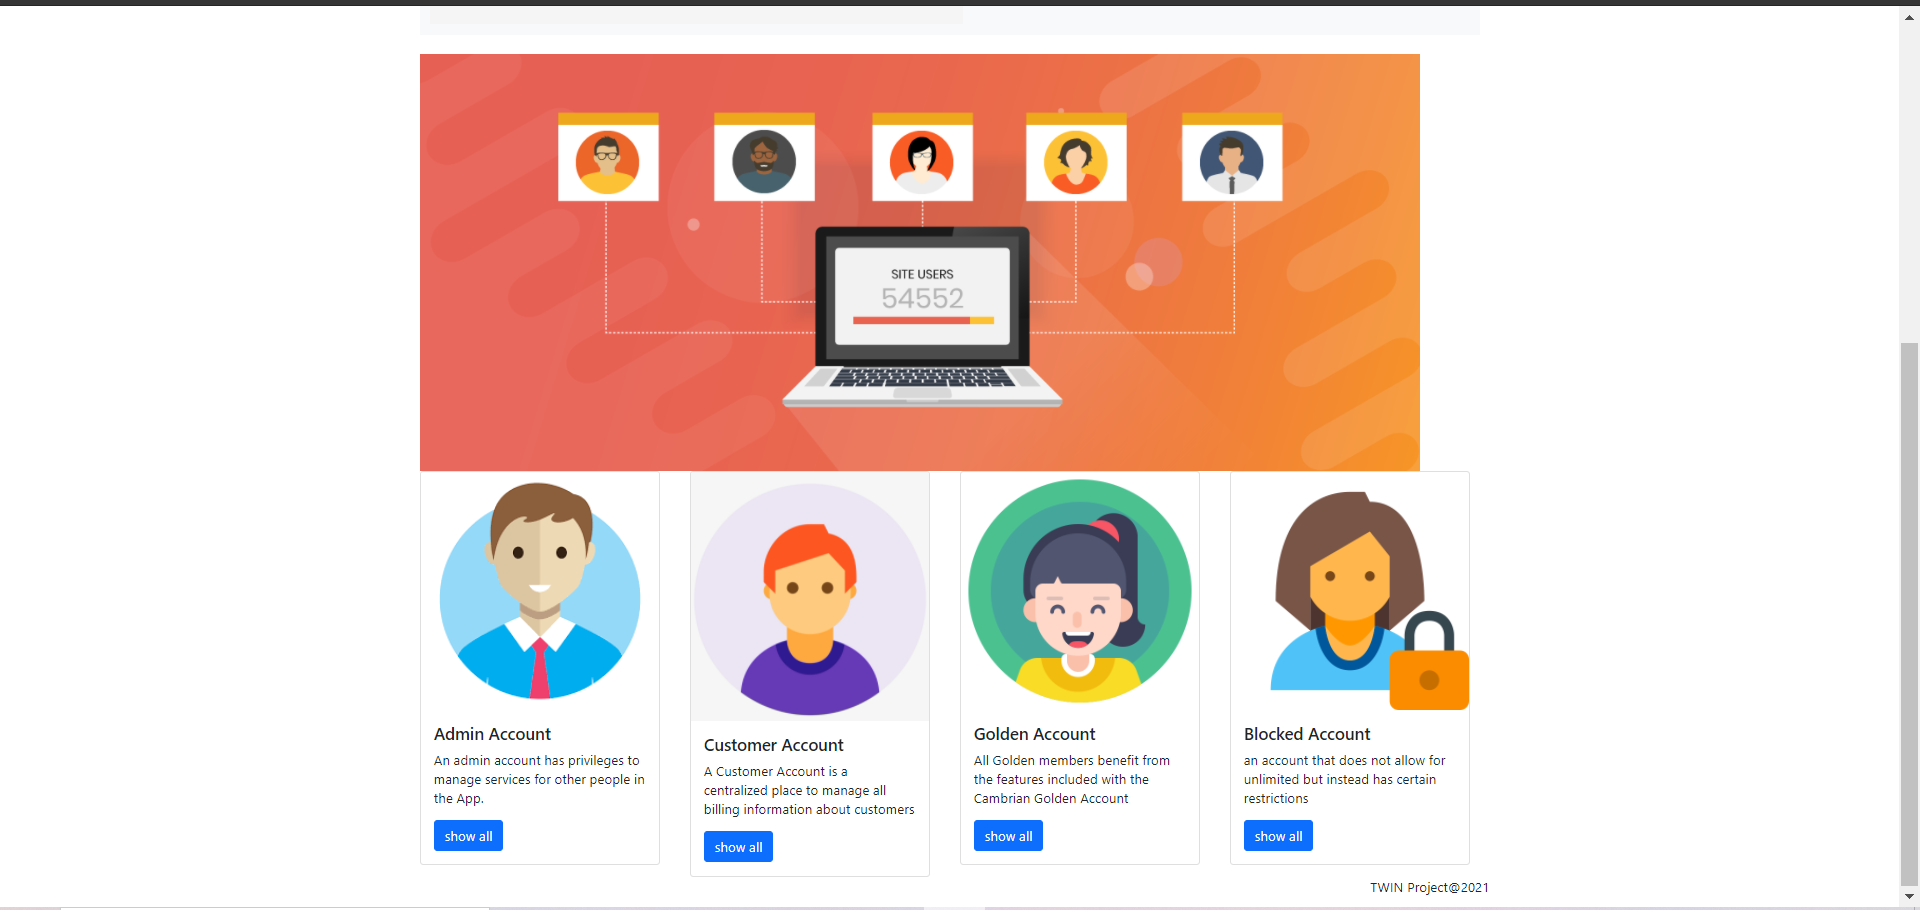 SITE USERS
54552
Admin Account
An admin account has privileges to
manage services for other people in
the App.
show all
Customer Account
A Customer Account is a
centralized place to manage all
billing information about customers
show all
Golden Account
All Golden members benefit from
the features included with the
Cambrian Golden Account
show all
Blocked Account
an account that does not allow for
unlimited but instead has certain
restrictions
show all
TWIN Project@2021